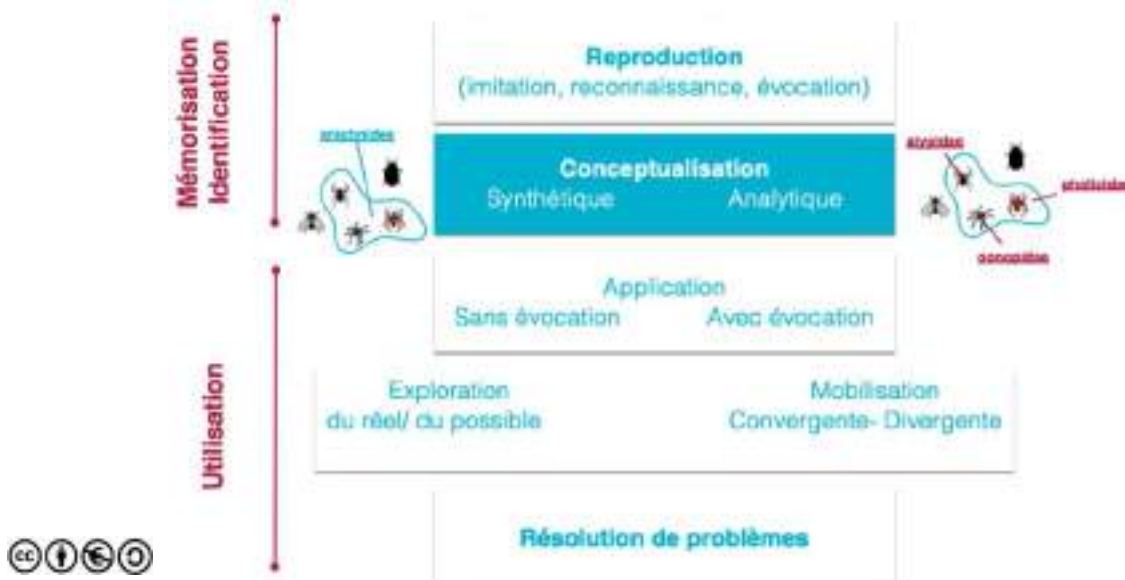 Mémorisation
Identification
Reproduction
(imitation, reconnaissance, évocation)
Conceptualisation
Synthétique Analytique
Application
Sans évocation Avec évocation
Utilisation
Exploration
du réel/ du possible
Mobilisation
Convergente- Divergente
Résolution de problèmes
cc